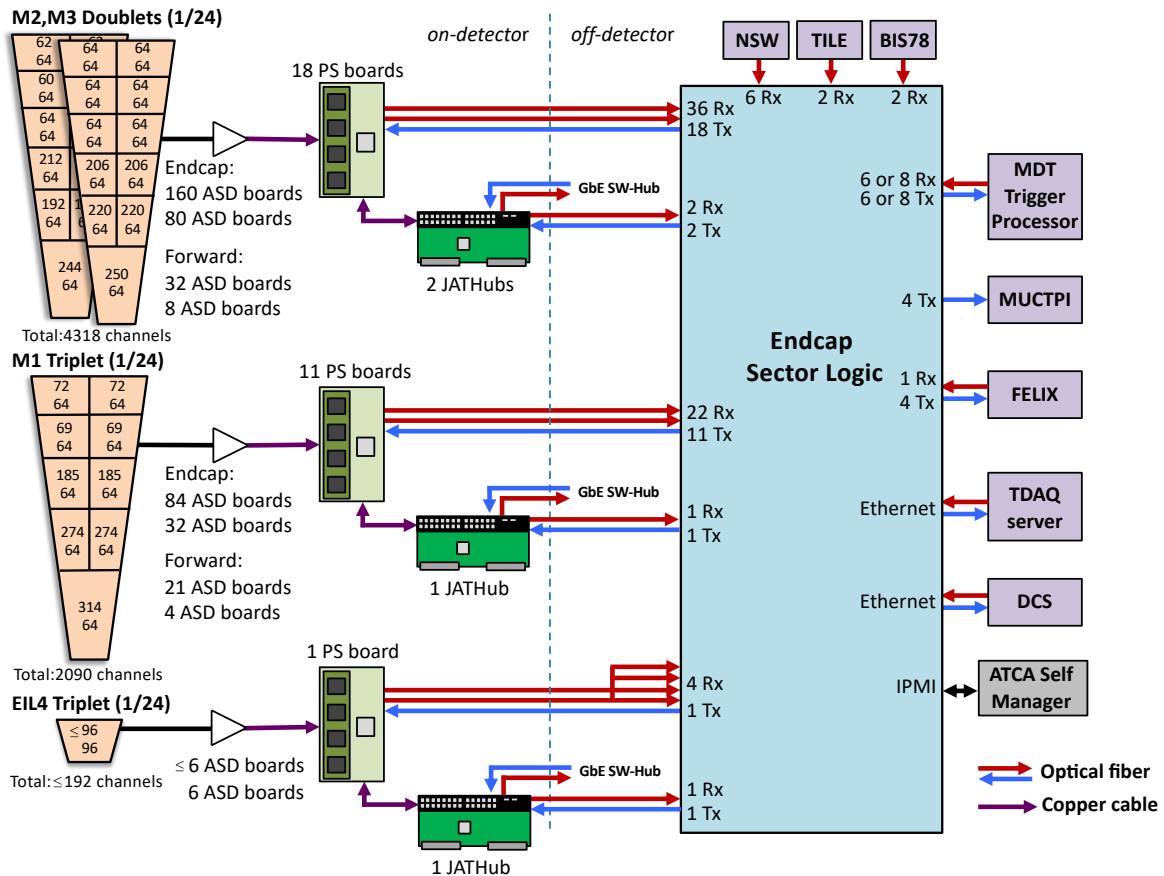 M2,M3 Doublets (1/24)
on-detector
off-detector
NSW
TILE
BIS78
6 Rx
2 Rx
2 Rx
62
64
60
64
64
64
212
64
192
64
244
64
64
64
64
64
64
64
64
64
64
64
64
64
206
64
206
64
220
64
220
64
250
64
Total:4318 channels
Endcap:
160 ASD boards
80 ASD boards
Forward:
32 ASD boards
8 ASD boards
18 PS boards
36 Rx
18 Tx
GbE SW-Hub
2 Rx
2 Tx
2 JATHubs
M1 Triplet (1/24)
72
64
72
64
69
64
69
64
185
64
185
64
274
64
274
64
314
64
Total:2090 channels
Endcap:
84 ASD boards
32 ASD boards
Forward:
21 ASD boards
4 ASD boards
11 PS boards
22 Rx
11 Tx
GbE SW-Hub
1 Rx
1 Tx
1 JATHub
EIL4 Triplet (1/24)
≤ 96
96
Total:≤192 channels
≤ 6 ASD boards
6 ASD boards
1 PS board
4 Rx
1 Tx
GbE SW-Hub
1 Rx
1 Tx
1 JATHub
Endcap
Sector Logic
6 or 8 Rx
6 or 8 Tx
MDT
Trigger
Processor
4 Tx
MUCTPI
1 Rx
4 Tx
FELIX
Ethernet
TDAQ
server
Ethernet
DCS
IPMI
ATCA Self
Manager
Optical fiber
Copper cable